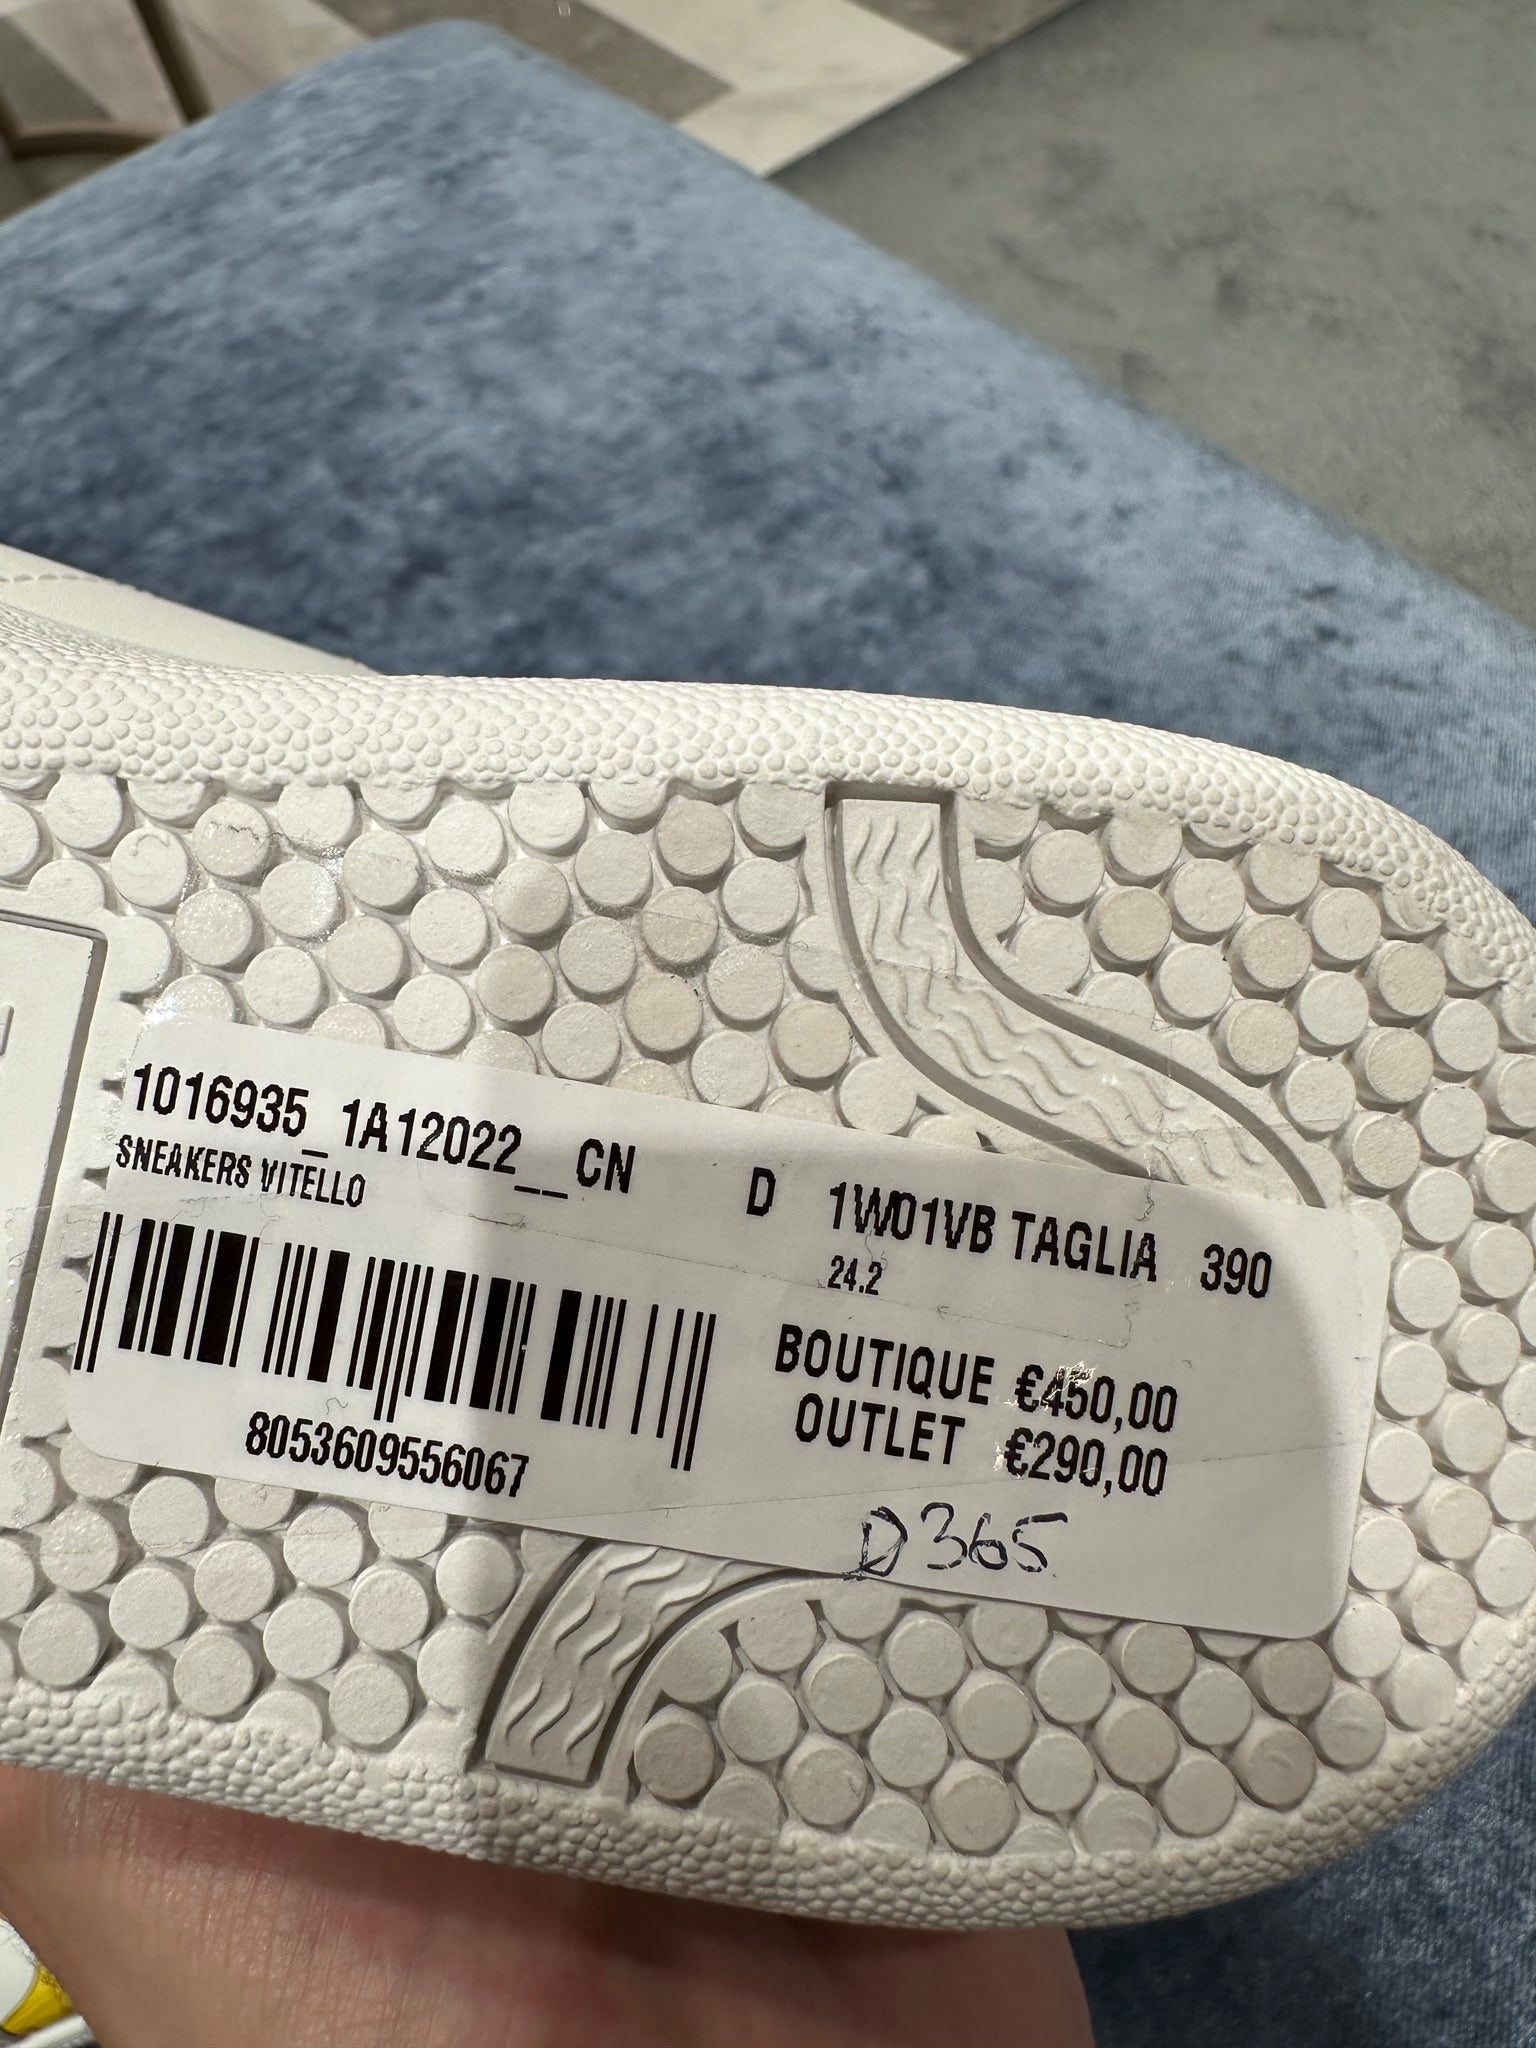 1016935_1A12022__CN D 1W01VB TAGLIA 390
SNEAKERS VITELLO
24.2
BOUTIQUE €450,00
OUTLET €290,00
8053609556067
D365